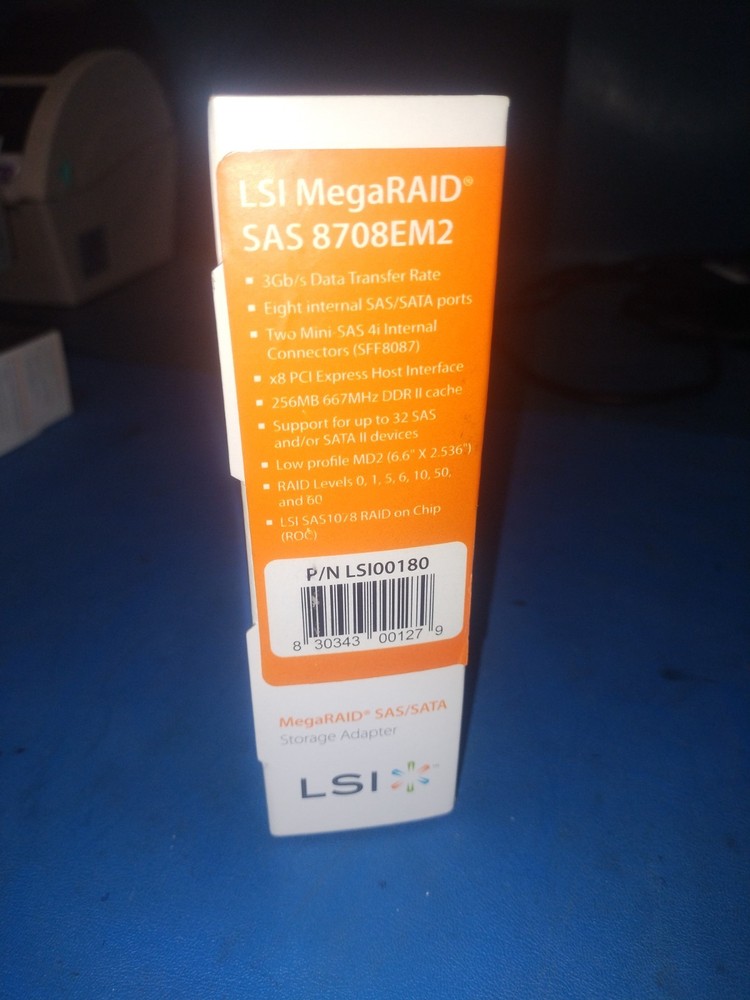 LSI MegaRAID®
SAS 8708EM2
▪ 3Gb/s Data Transfer Rate
▪ Eight internal SAS/SATA ports
▪ Two Mini-SAS 4i Internal
Connectors (SFF8087)
▪ x8 PCI Express Host Interface
▪ 256MB 667MHz DDR II cache
▪ Support for up to 32 SAS
and/or SATA II devices
▪ Low profile MD2 (6.6" X 2.536")
▪ RAID Levels 0, 1, 5, 6, 10, 50,
and 60
▪ LSI SAS1078 RAID on Chip
(ROC)
P/N LSI00180
8 30343 00127 9
MegaRAID® SAS/SATA
Storage Adapter
LSI ™